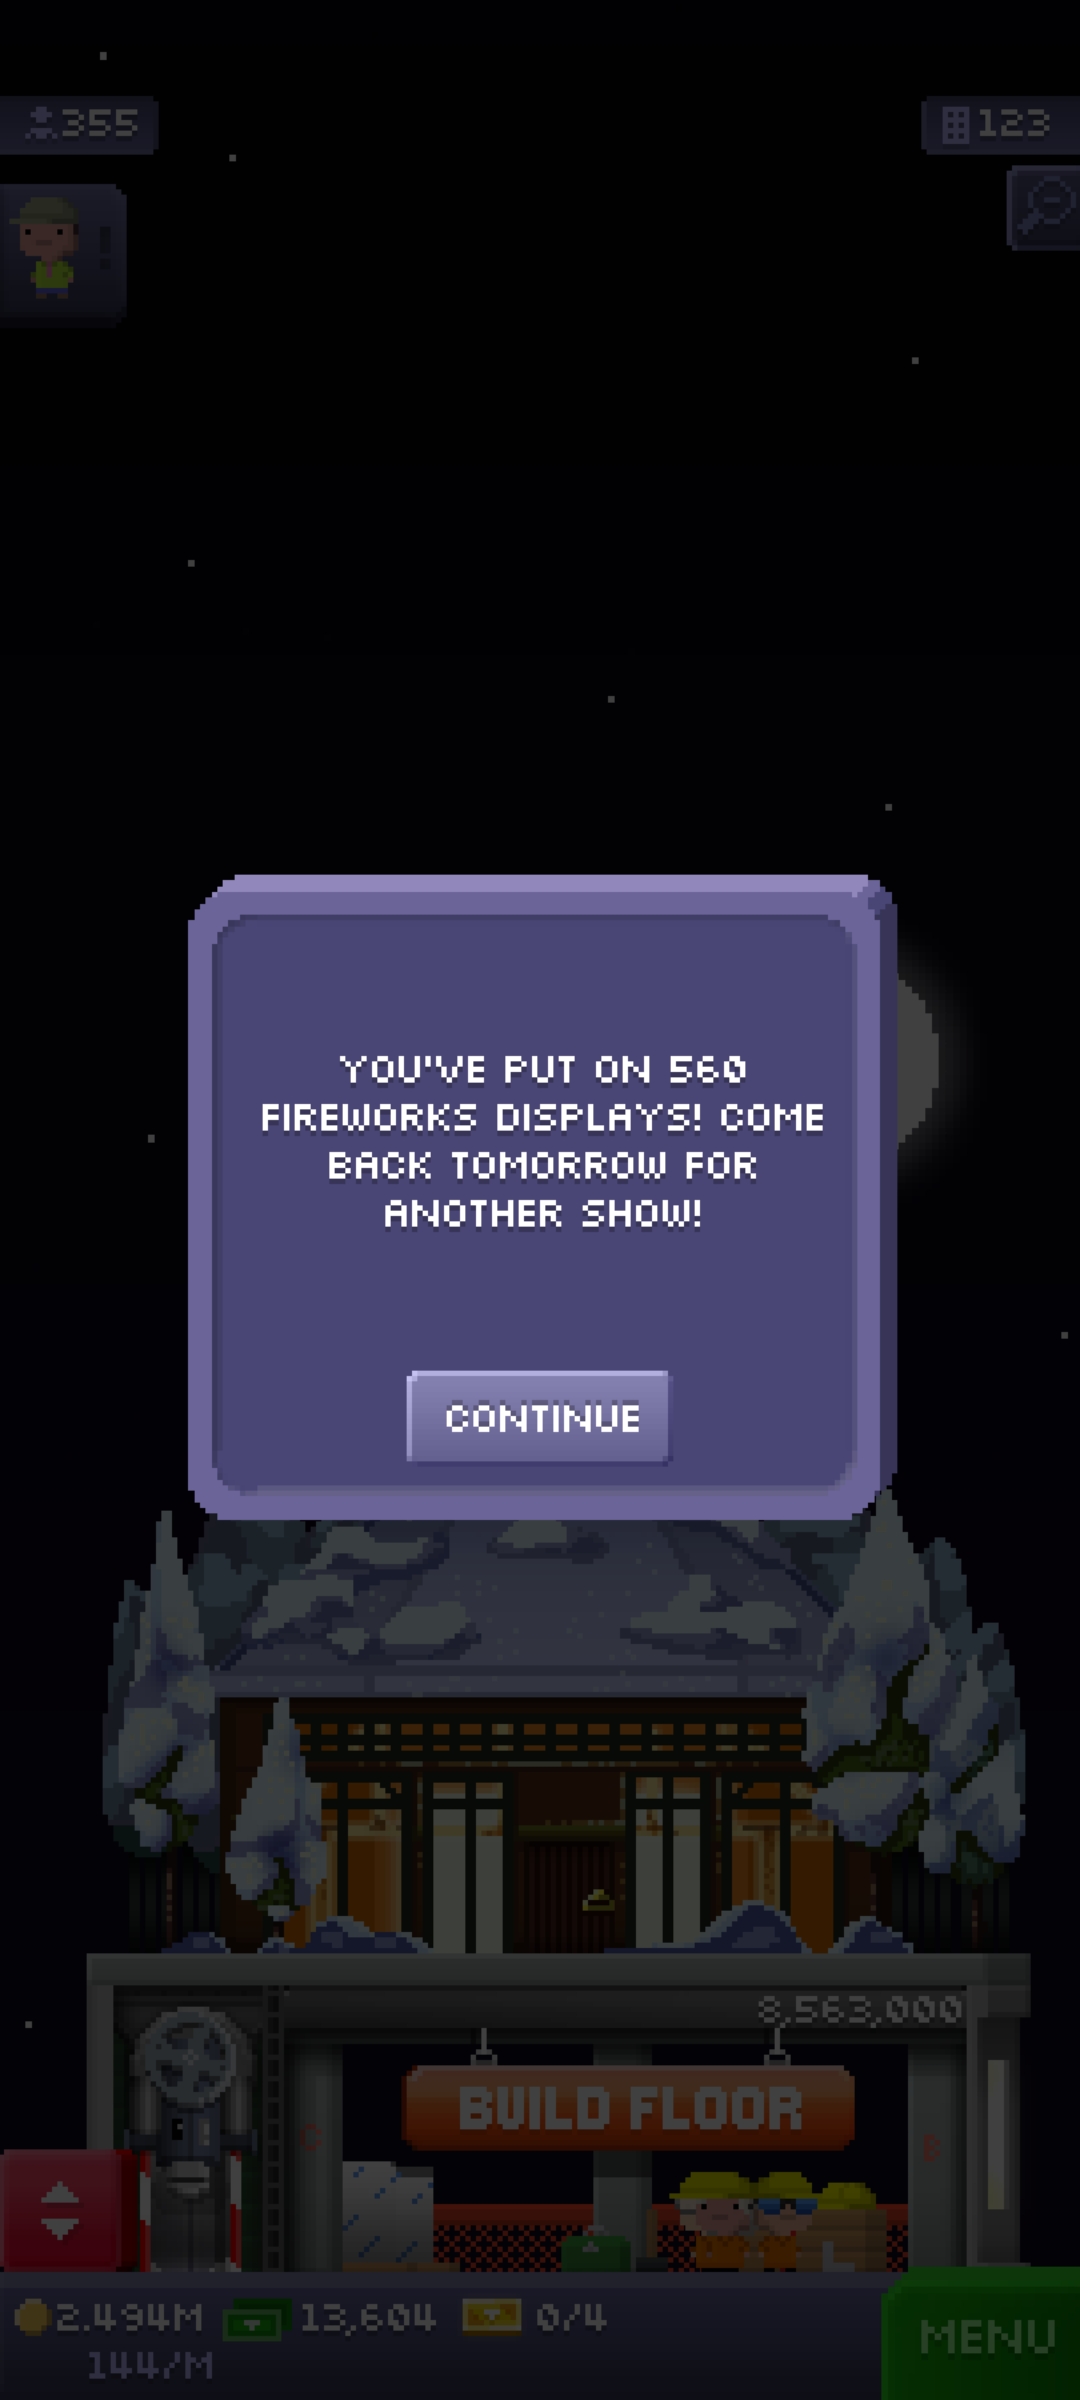 355
123
YOU'VE PUT ON 560
FIREWORKS DISPLAYS! COME
BACK TOMORROW FOR
ANOTHER SHOW!
CONTINUE
8,563,000
BUILD FLOOR
C
B
2.494M 13,604 0/4
144/M
MENU